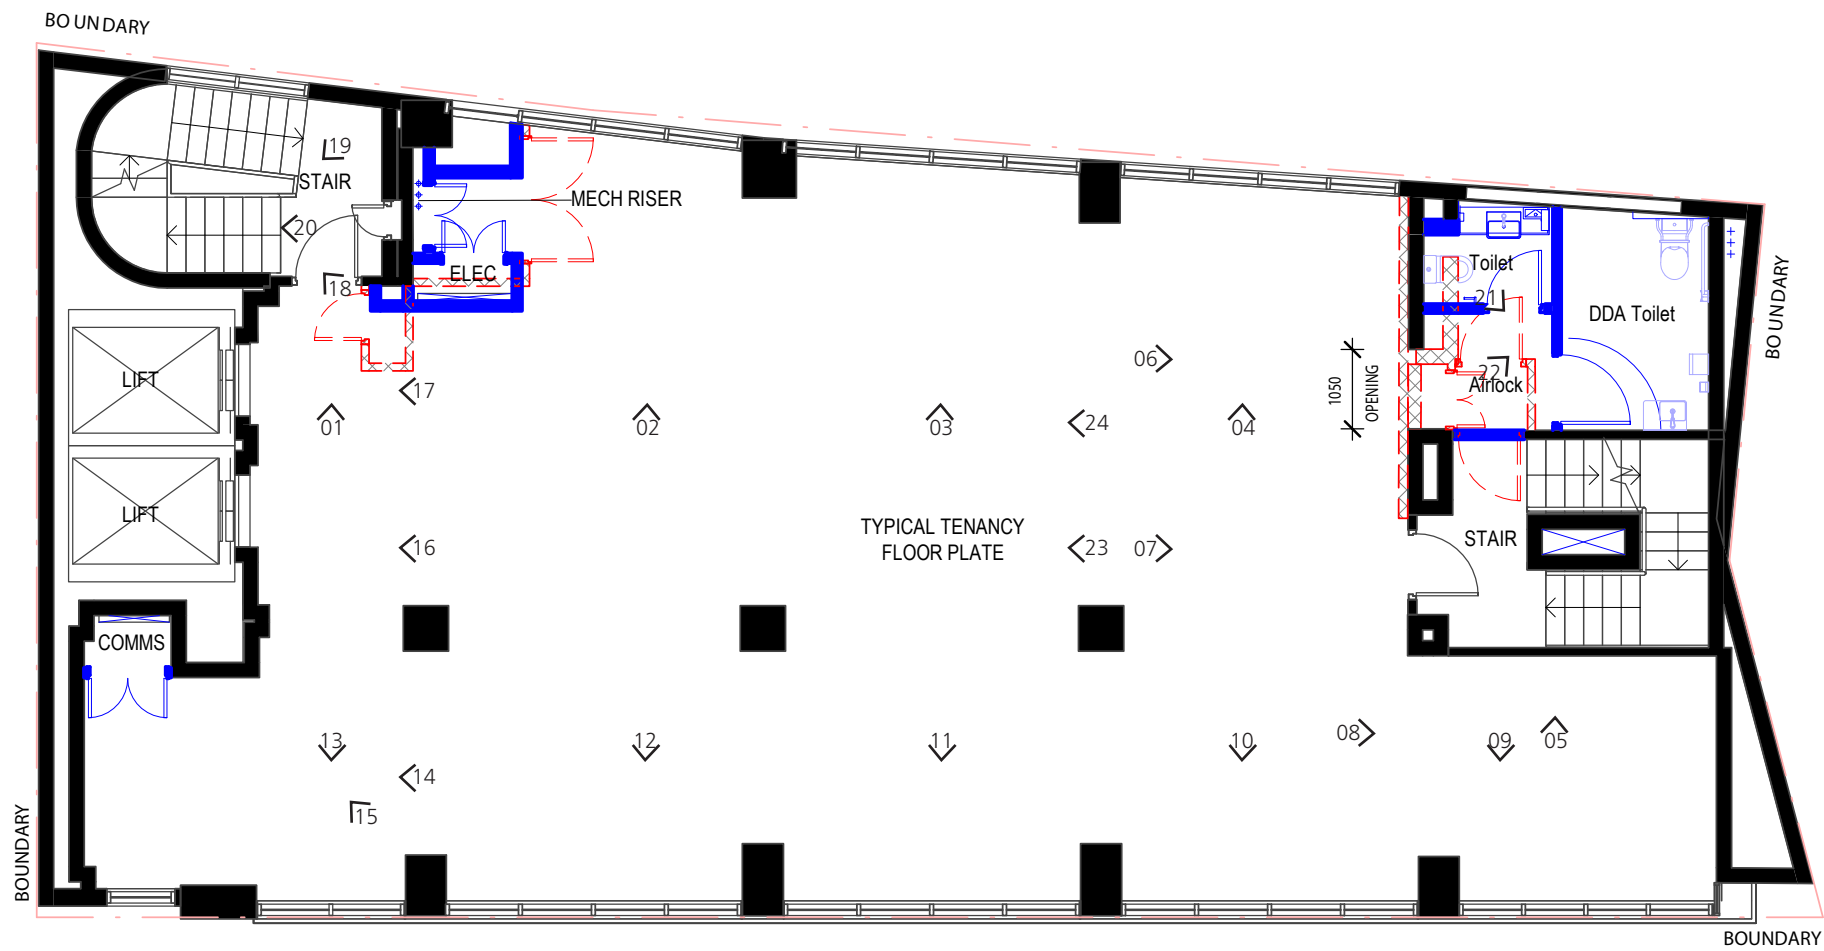 BOUNDARY
19
STAIR
MECH RISER
20
ELEC
18
Toilet
21
DDA Toilet
BOUNDARY
06
22
Airlock
1050
OPENING
LIFT
17
01
02
03
24
04
LIFT
TYPICAL TENANCY
FLOOR PLATE
16
23
07
STAIR
COMMS
13
12
11
10
08
09
05
14
15
BOUNDARY
BOUNDARY